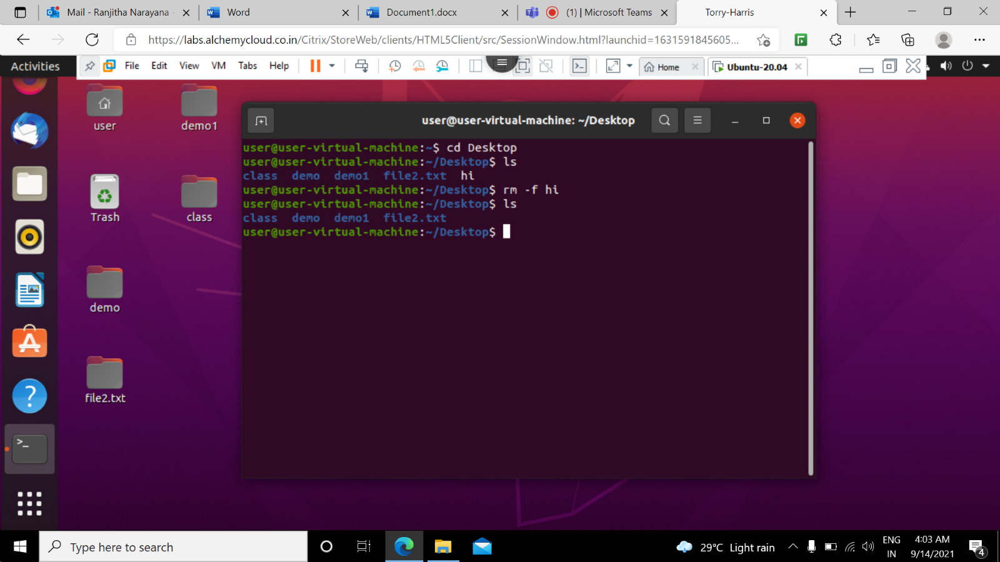 Mail - Ranjitha Narayana -
Word
Document1.docx
(1) | Microsoft Teams
Torry-Harris
https://labs.alchemycloud.co.in/Citrix/StoreWeb/clients/HTML5Client/src/SessionWindow.html?launchid=1631591845605...
Activities
File Edit View VM Tabs Help
Home
Ubuntu-20.04
user
demo1
Trash
class
demo
file2.txt
user@user-virtual-machine: ~/Desktop
user@user-virtual-machine:~$ cd Desktop
user@user-virtual-machine:~/Desktop$ ls
class demo demo1 file2.txt hi
user@user-virtual-machine:~/Desktop$ rm -f hi
user@user-virtual-machine:~/Desktop$ ls
class demo demo1 file2.txt
user@user-virtual-machine:~/Desktop$
Type here to search
29°C Light rain
ENG
IN
4:03 AM
9/14/2021
4